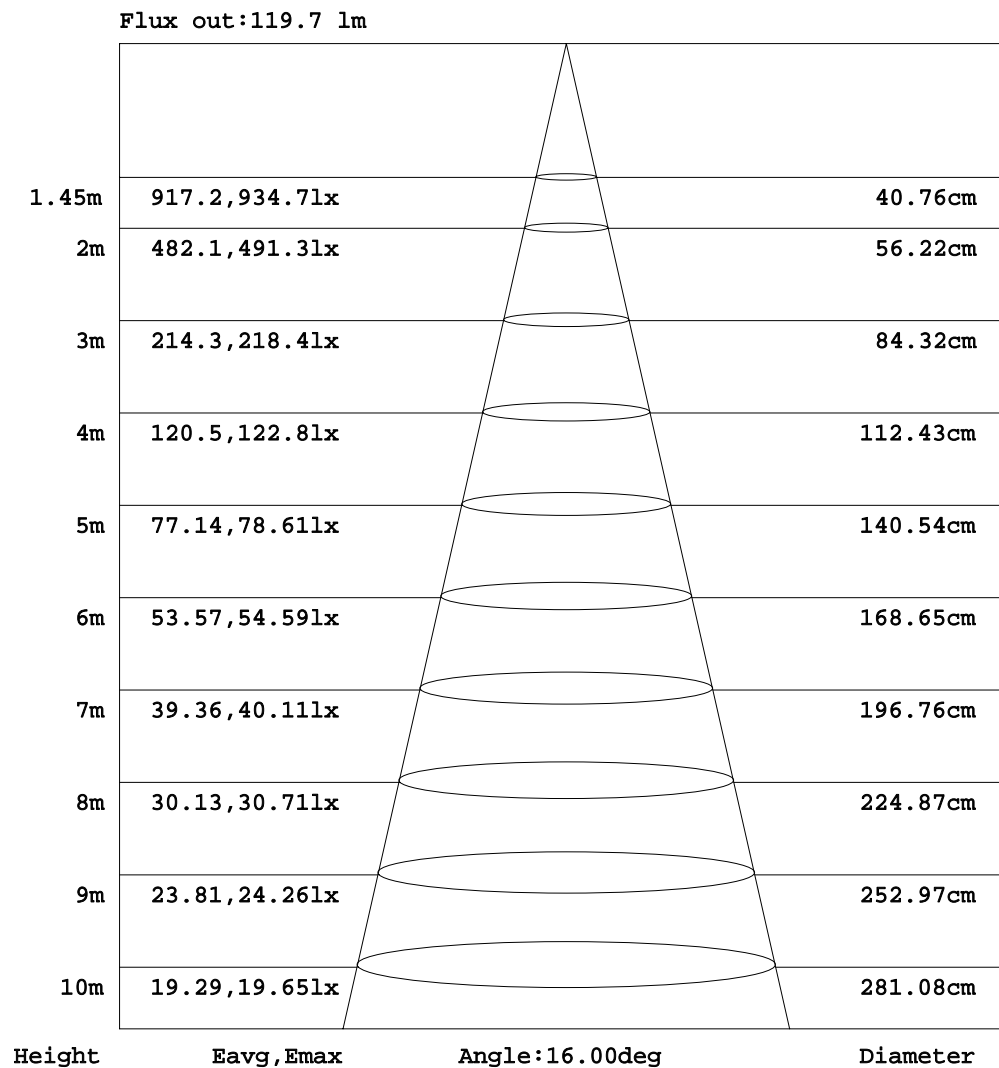 Flux out:119.7 lm
1.45m 917.2,934.7lx 40.76cm
2m 482.1,491.3lx 56.22cm
3m 214.3,218.4lx 84.32cm
4m 120.5,122.8lx 112.43cm
5m 77.14,78.61lx 140.54cm
6m 53.57,54.59lx 168.65cm
7m 39.36,40.11lx 196.76cm
8m 30.13,30.71lx 224.87cm
9m 23.81,24.26lx 252.97cm
10m 19.29,19.65lx 281.08cm
Height Eavg,Emax Angle:16.00deg Diameter